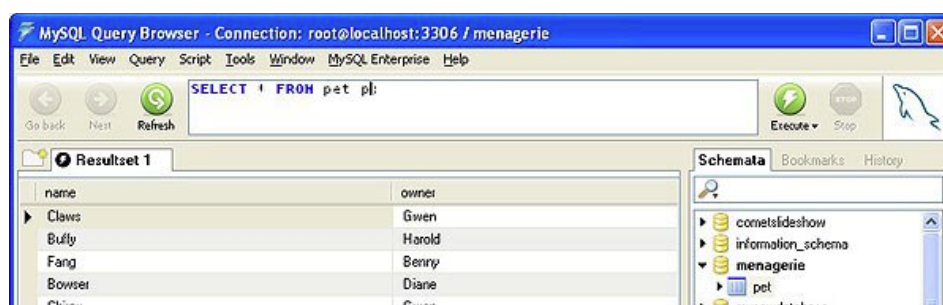 MySQL Query Browser - Connection: root@localhost:3306 / menagerie
File Edit View Query Script Tools Window MySQL Enterprise Help
SELECT * FROM pet p;
Go back Next Refresh
Execute Stop
Resultset 1
name owner
Claws Gwen
Buffy Harold
Fang Benny
Bowser Diane
Schemata Bookmarks History
cometslideshow
information_schema
menagerie
pet